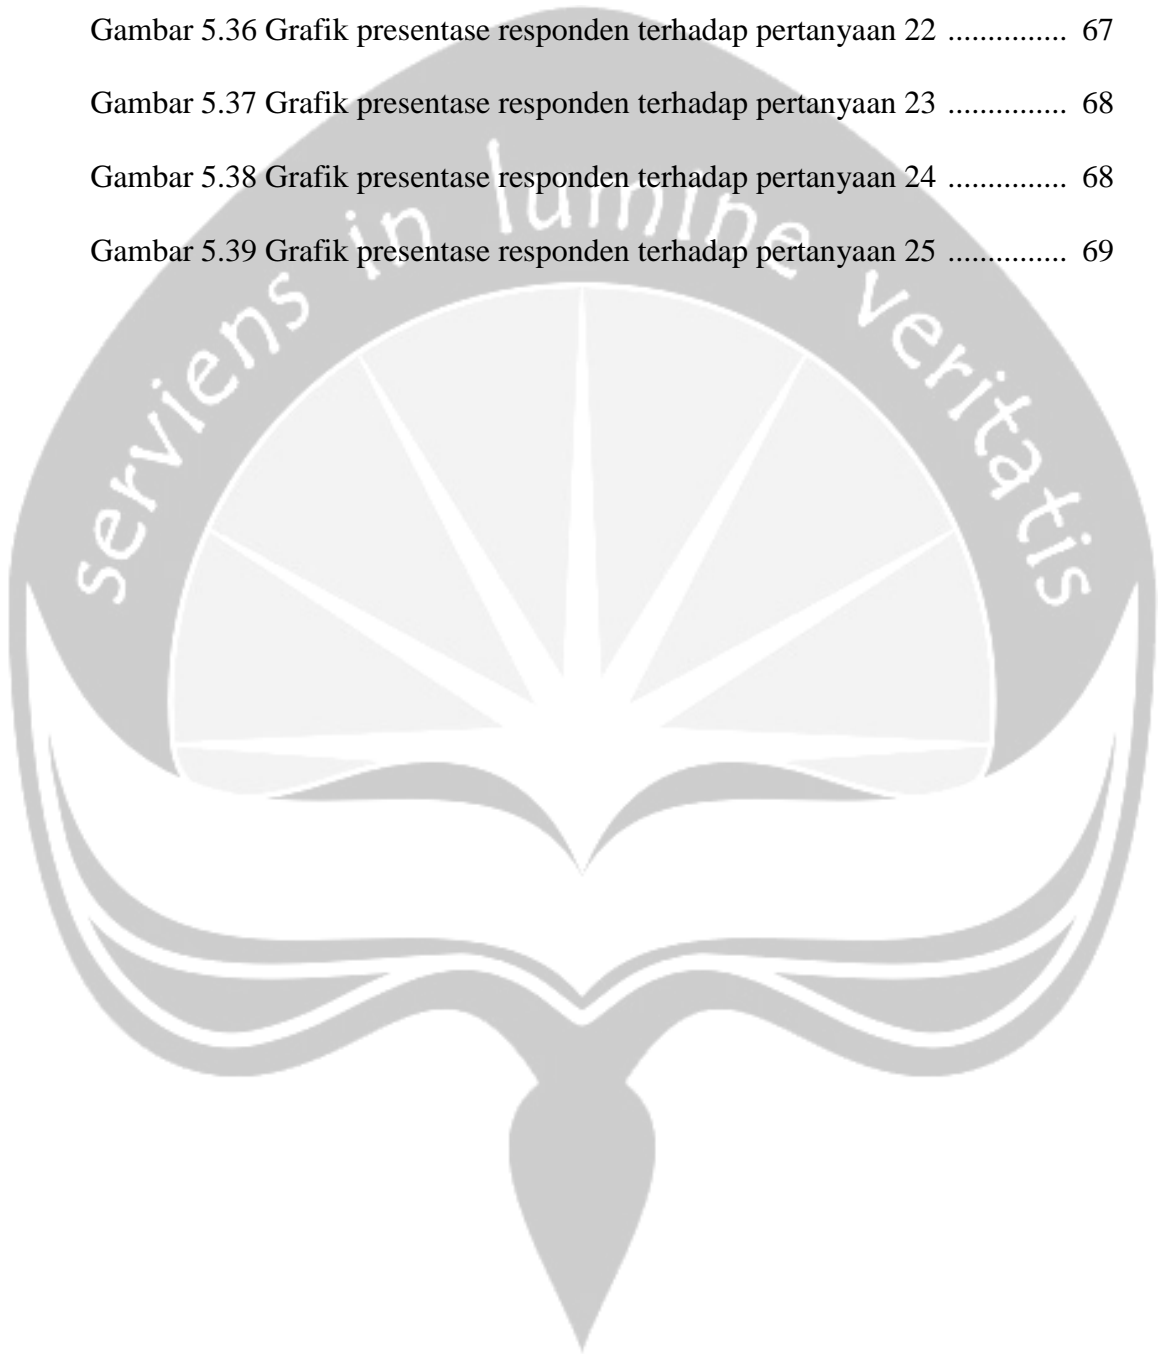 Gambar 5.36 Grafik presentase responden terhadap pertanyaan 22 ............... 67
Gambar 5.37 Grafik presentase responden terhadap pertanyaan 23 ............... 68
Gambar 5.38 Grafik presentase responden terhadap pertanyaan 24 ............... 68
Gambar 5.39 Grafik presentase responden terhadap pertanyaan 25 ............... 69
serviens in lumine veritatis